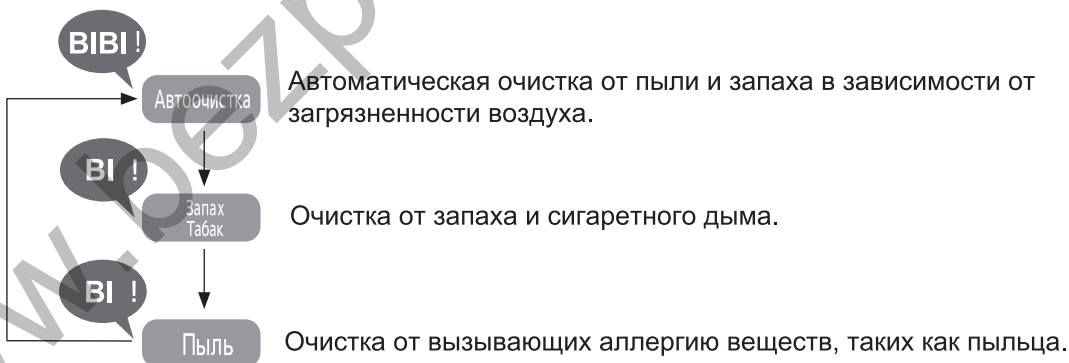 BIBI !
Автоочистка
Автоматическая очистка от пыли и запаха в зависимости от
загрязненности воздуха.
BI !
Запах
Табак
Очистка от запаха и сигаретного дыма.
BI !
Пыль
Очистка от вызывающих аллергию веществ, таких как пыльца.